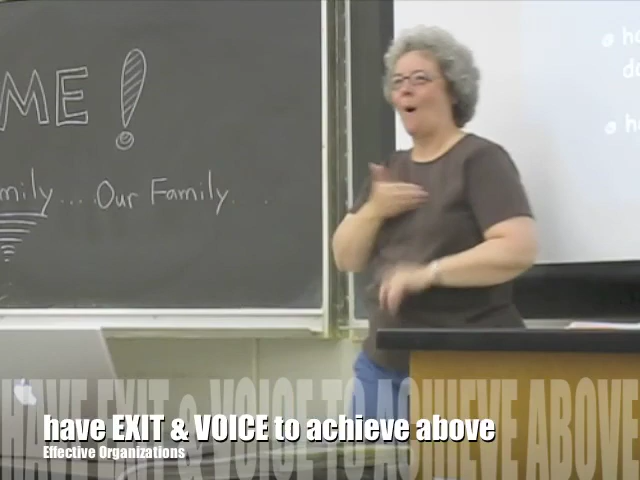 ME!
mily.... Our Family....
have EXIT & VOICE to achieve above
Effective Organizations
HAVE EXIT & VOICE TO ACHIEVE ABOVE